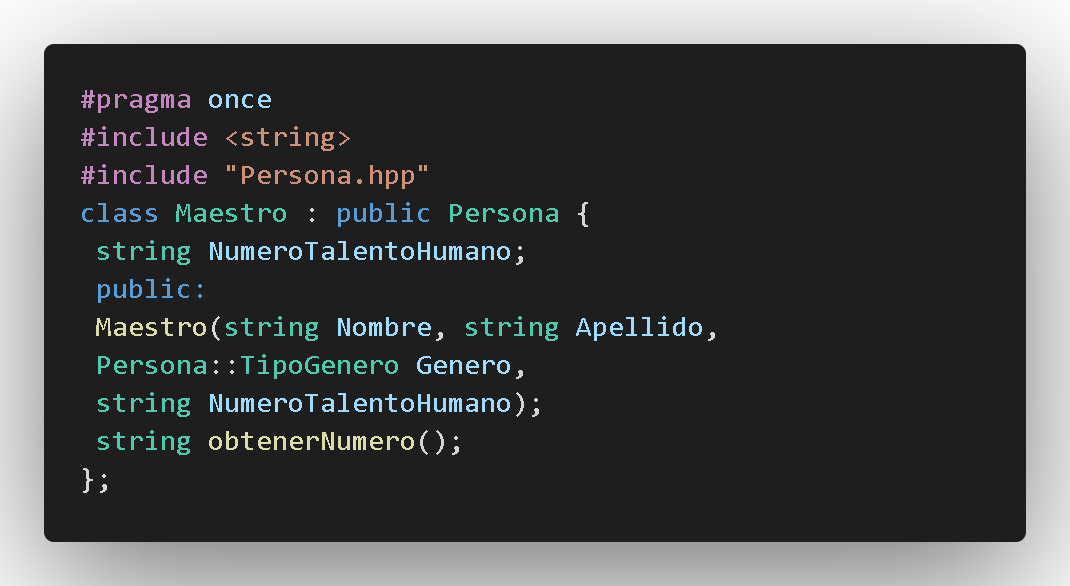 #pragma once
#include <string>
#include "Persona.hpp"
class Maestro : public Persona {
 string NumeroTalentoHumano;
 public:
 Maestro(string Nombre, string Apellido,
 Persona::TipoGenero Genero,
 string NumeroTalentoHumano);
 string obtenerNumero();
};